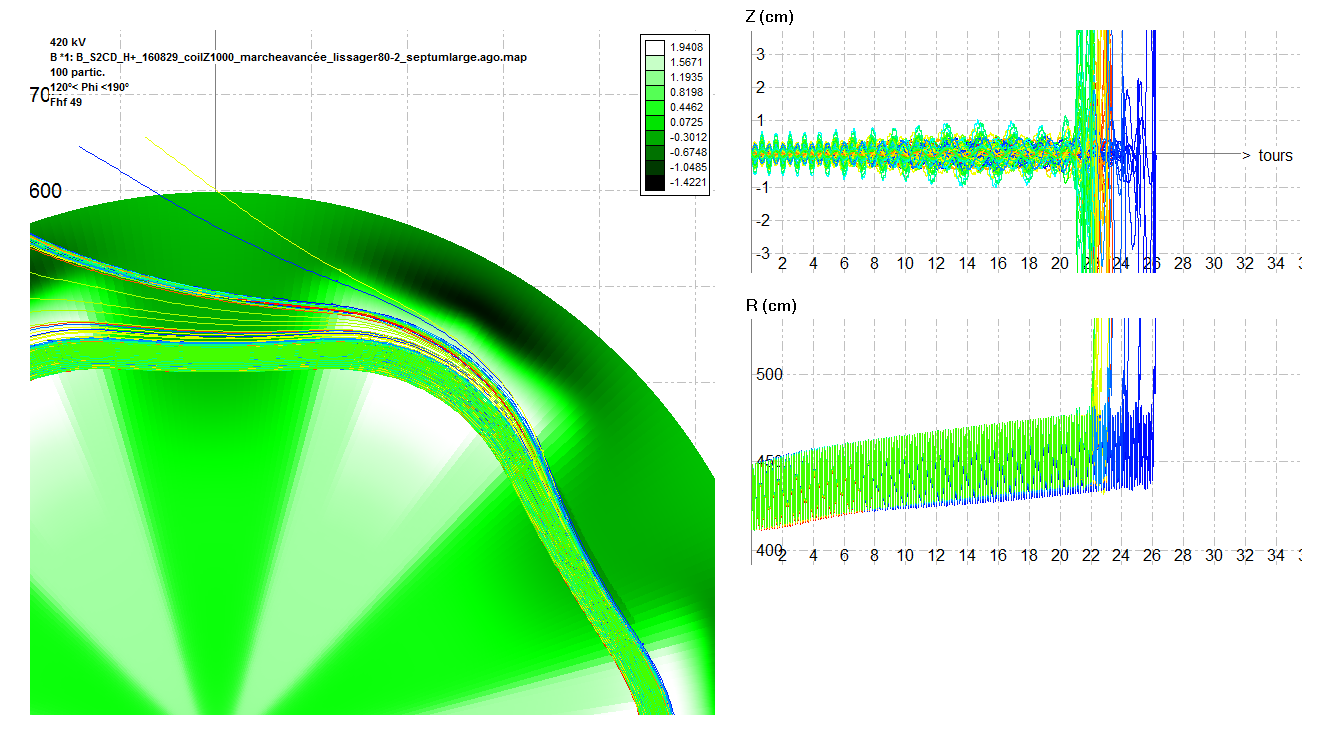 420 kV
B *1: B_S2CD_H+_160829_coilZ1000_marcheavancée_lissager80-2_septumlarge.ago.map
100 partic.
120°< Phi <190°
Fhf 49
70
600
1.9408
1.5671
1.1935
0.8198
0.4462
0.0725
-0.3012
-0.6748
-1.0485
-1.4221
Z (cm)
3
2
1
-1
-2
-3
> tours
2 4 6 8 10 12 14 16 18 20 22 24 26 28 30 32 34
R (cm)
500
450
400
2 4 6 8 10 12 14 16 18 20 22 24 26 28 30 32 34